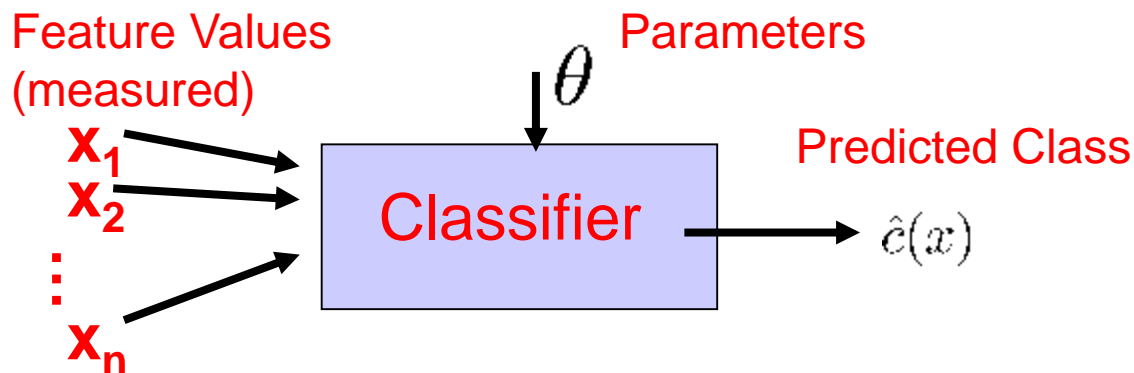 Feature Values
(measured)
x₁
x₂
⋮
xₙ
Parameters
θ
Classifier
Predicted Class
ĉ(x)